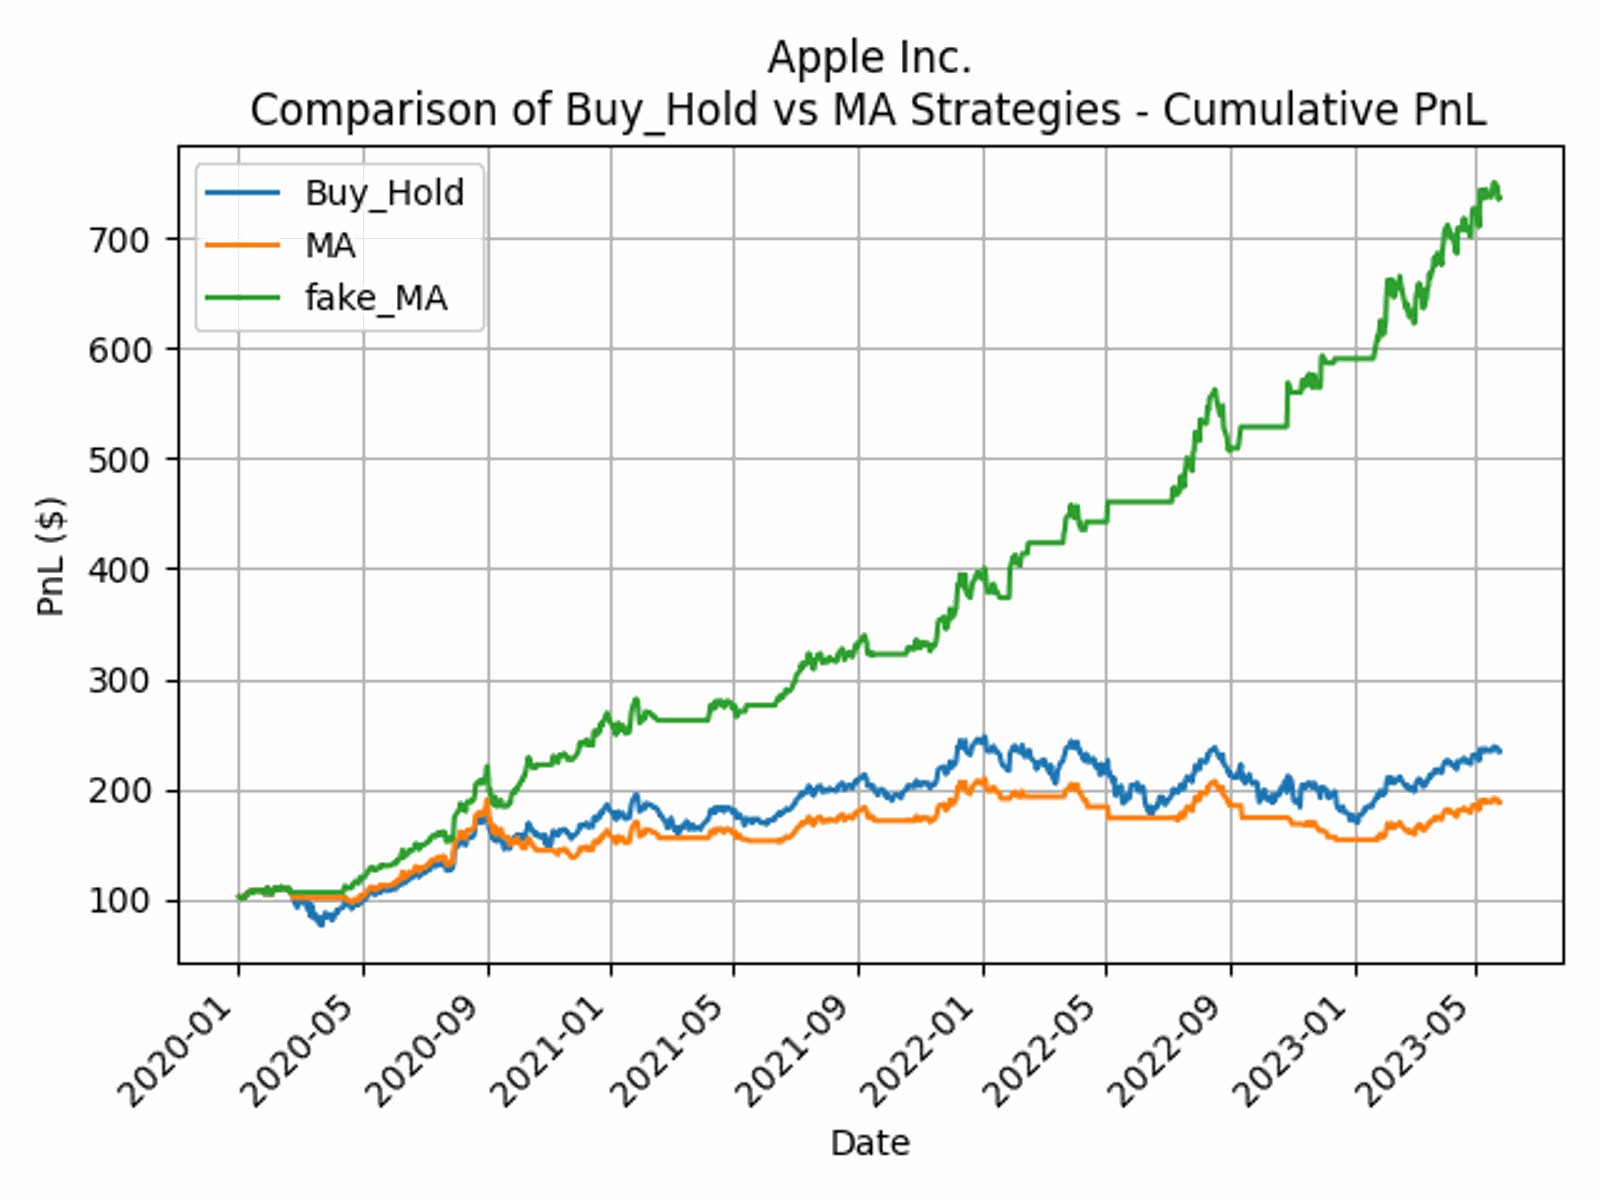 Apple Inc.
Comparison of Buy_Hold vs MA Strategies - Cumulative PnL
Buy_Hold
MA
fake_MA
700
600
500
400
300
200
100
PnL ($)
2020-01
2020-05
2020-09
2021-01
2021-05
2021-09
2022-01
2022-05
2022-09
2023-01
2023-05
Date